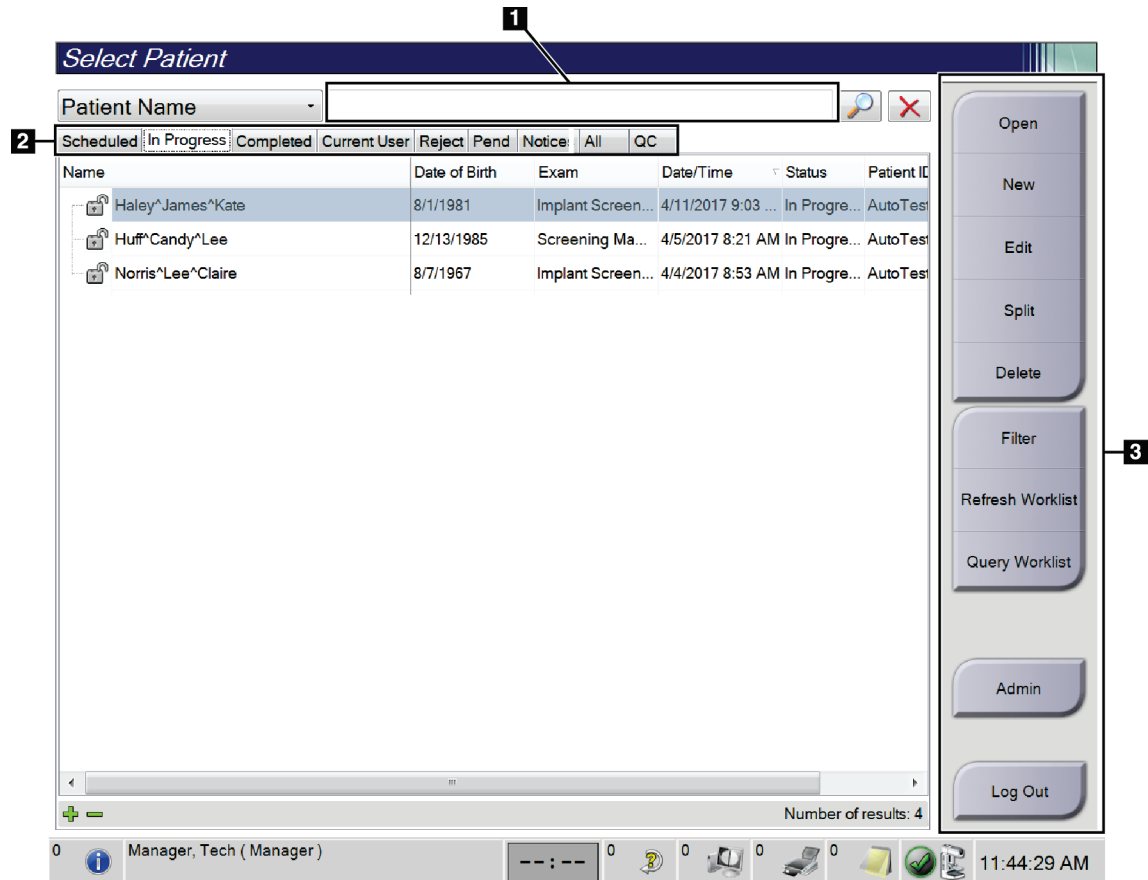 1
Select Patient
Patient Name
2
Scheduled In Progress Completed Current User Reject Pend Notice All QC
Name Date of Birth Exam Date/Time Status Patient ID
Haley^James^Kate 8/1/1981 Implant Screen... 4/11/2017 9:03 ... In Progre... AutoTest
Huff^Candy^Lee 12/13/1985 Screening Ma... 4/5/2017 8:21 AM In Progre... AutoTest
Norris^Lee^Claire 8/7/1967 Implant Screen... 4/4/2017 8:53 AM In Progre... AutoTest
Open
New
Edit
Split
Delete
Filter
3
Refresh Worklist
Query Worklist
Admin
Log Out
Number of results: 4
0 Manager, Tech ( Manager ) --:-- 0 0 0 0 11:44:29 AM